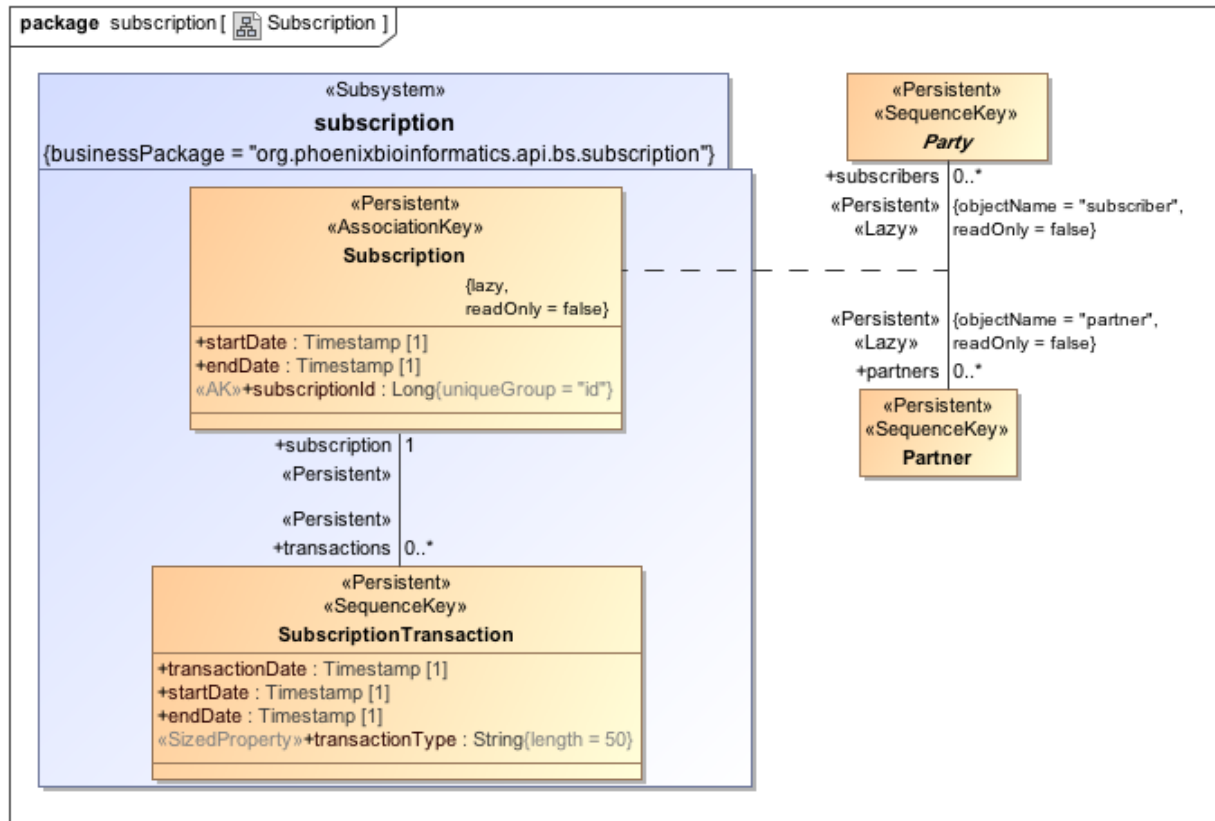 package subscription [ Subscription ]
«Subsystem»
subscription
{businessPackage = "org.phoenixbioinformatics.api.bs.subscription"}
«Persistent»
«AssociationKey»
Subscription
{lazy,
readOnly = false}
+startDate : Timestamp [1]
+endDate : Timestamp [1]
«AK»+subscriptionId : Long{uniqueGroup = "id"}
+subscription 1
«Persistent»
«Persistent»
+transactions 0..*
«Persistent»
«SequenceKey»
SubscriptionTransaction
+transactionDate : Timestamp [1]
+startDate : Timestamp [1]
+endDate : Timestamp [1]
«SizedProperty»+transactionType : String{length = 50}
«Persistent»
«SequenceKey»
Party
+subscribers 0..*
«Persistent» {objectName = "subscriber",
«Lazy» readOnly = false}
«Persistent» {objectName = "partner",
«Lazy» readOnly = false}
+partners 0..*
«Persistent»
«SequenceKey»
Partner